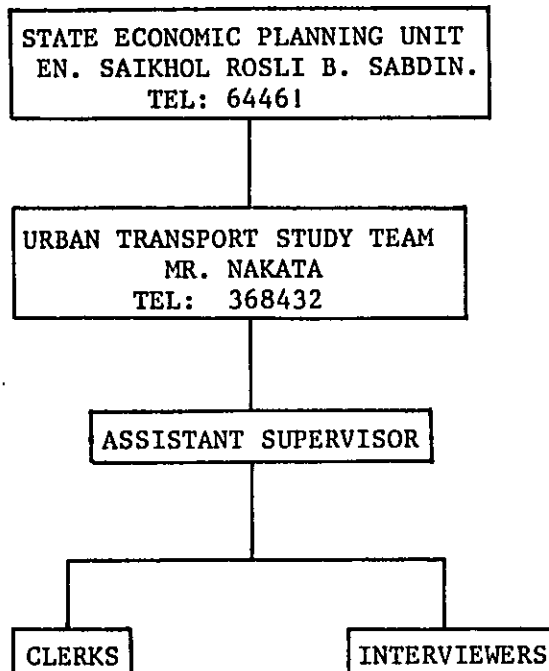 STATE ECONOMIC PLANNING UNIT
EN. SAIKHOL ROSLI B. SABDIN.
TEL: 64461
URBAN TRANSPORT STUDY TEAM
MR. NAKATA
TEL: 368432
ASSISTANT SUPERVISOR
CLERKS
INTERVIEWERS